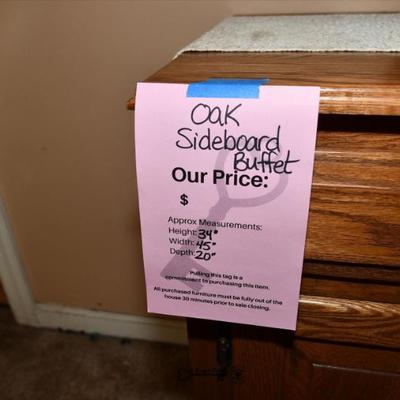 Oak
Sideboard
Buffet
Our Price:
$
Approx Measurements:
Height: 34"
Width: 45"
Depth: 20"
Pulling this tag is a
commitment to purchasing this item.
All purchased furniture must be fully out of the
house 30 minutes prior to sale closing.